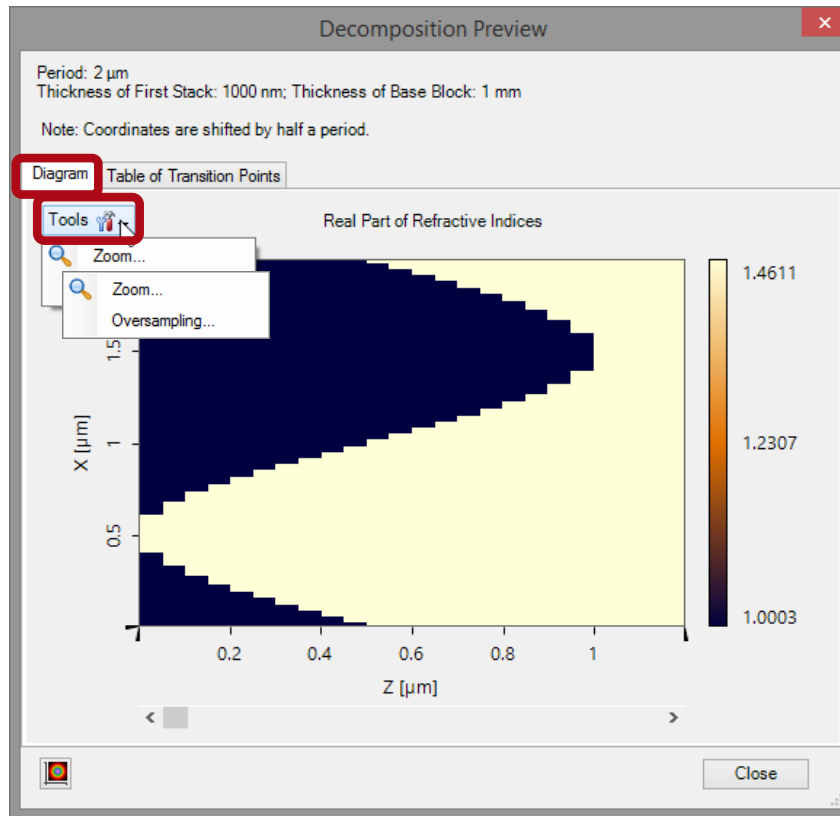 Decomposition Preview
Period: 2 µm
Thickness of First Stack: 1000 nm; Thickness of Base Block: 1 mm
Note: Coordinates are shifted by half a period.
Diagram
Table of Transition Points
Tools
Real Part of Refractive Indices
Zoom...
Zoom...
Oversampling...
X [µm]
1.5
1
0.5
1.4611
1.2307
1.0003
0.2
0.4
0.6
0.8
1
Z [µm]
Close